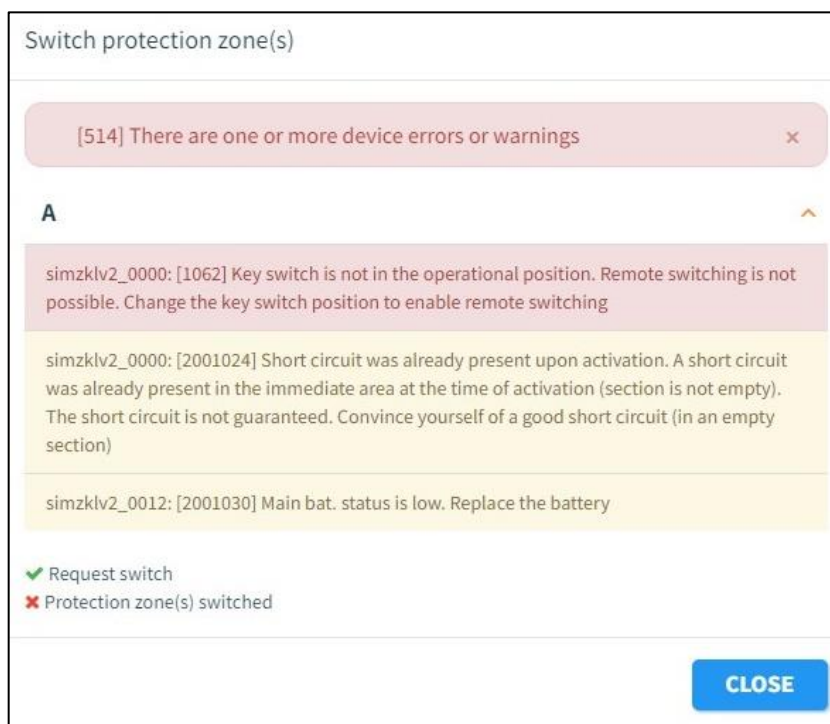 Switch protection zone(s)
[514] There are one or more device errors or warnings ×
A
simzklv2_0000: [1062] Key switch is not in the operational position. Remote switching is not
possible. Change the key switch position to enable remote switching
simzklv2_0000: [2001024] Short circuit was already present upon activation. A short circuit
was already present in the immediate area at the time of activation (section is not empty).
The short circuit is not guaranteed. Convince yourself of a good short circuit (in an empty
section)
simzklv2_0012: [2001030] Main bat. status is low. Replace the battery
Request switch
Protection zone(s) switched
CLOSE